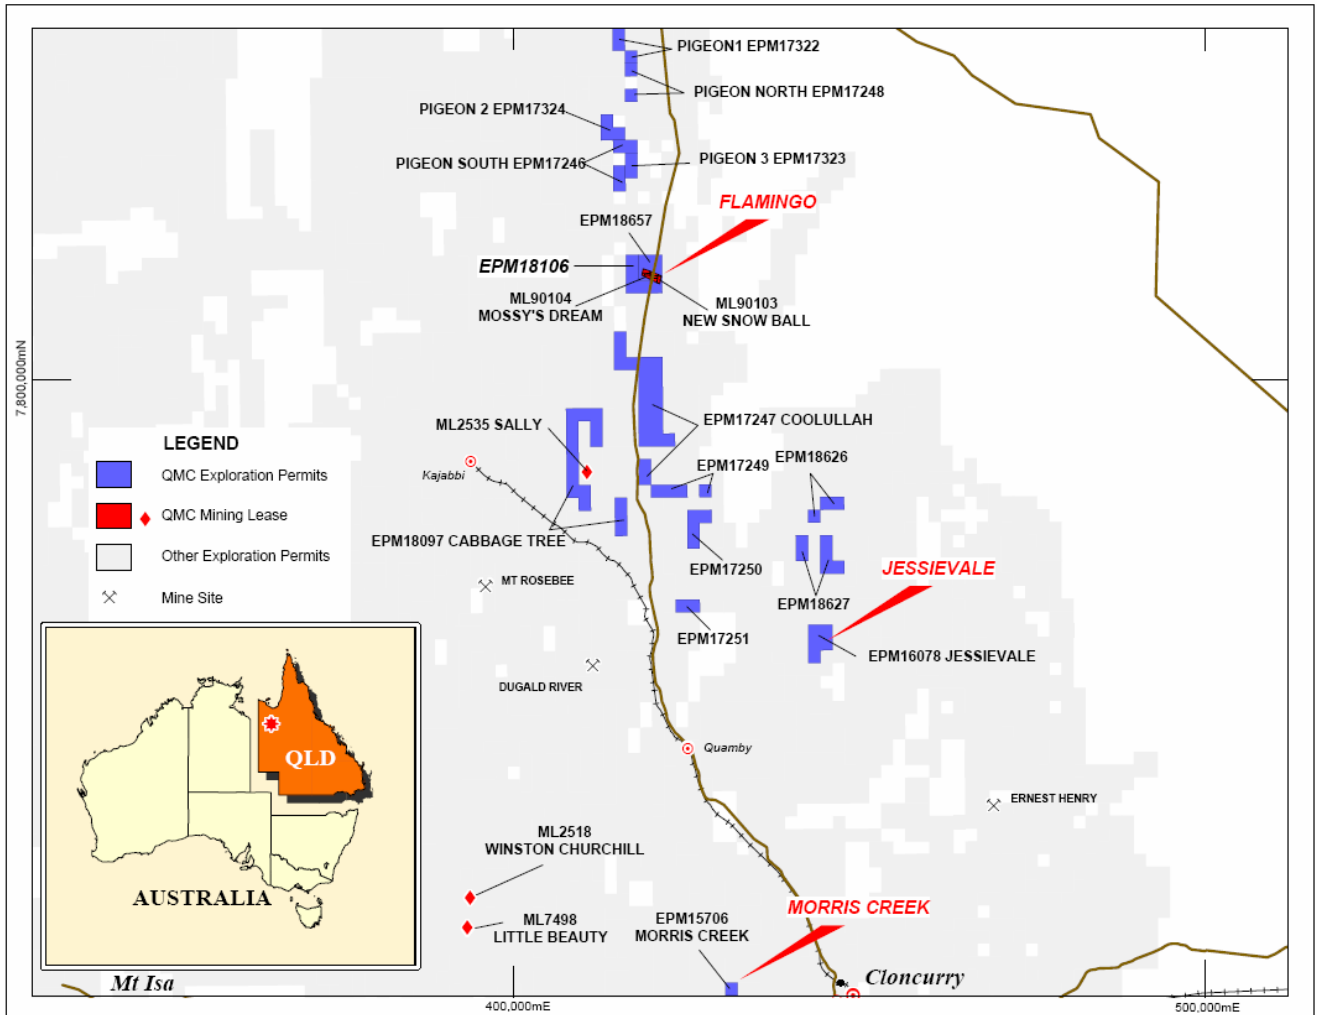 PIGEON1 EPM17322
PIGEON NORTH EPM17248
PIGEON 2 EPM17324
PIGEON SOUTH EPM17246
PIGEON 3 EPM17323
FLAMINGO
EPM18657
EPM18106
ML90104
MOSSY'S DREAM
ML90103
NEW SNOW BALL
7,800,000mN
ML2535 SALLY
EPM17247 COOLULLAH
Kajabbi
EPM17249
EPM18626
LEGEND
QMC Exploration Permits
QMC Mining Lease
Other Exploration Permits
Mine Site
EPM18097 CABBAGE TREE
EPM17250
MT ROSEBEE
JESSIEVALE
EPM18627
EPM17251
EPM16078 JESSIEVALE
DUGALD RIVER
Quamby
QLD
AUSTRALIA
ERNEST HENRY
ML2518
WINSTON CHURCHILL
ML7498
LITTLE BEAUTY
EPM15706
MORRIS CREEK
MORRIS CREEK
Mt Isa
Cloncurry
400,000mE
500,000mE